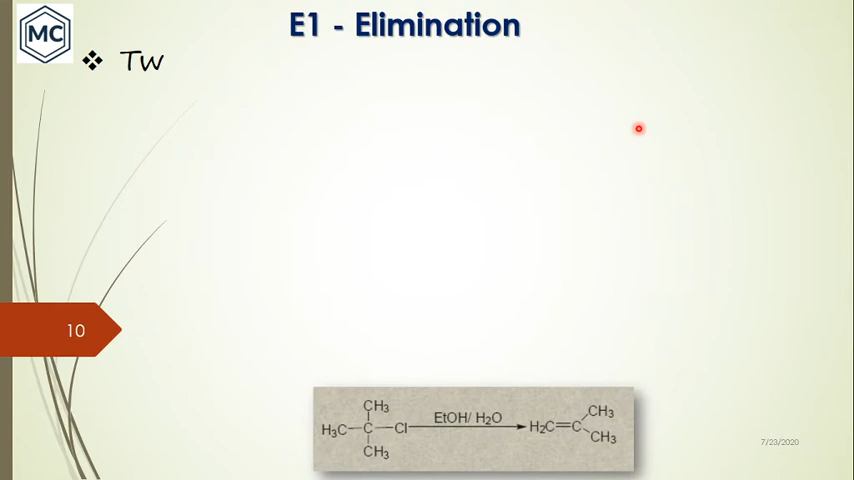 MC
E1 - Elimination
❖ Tw
10
CH3
H3C—C—Cl
CH3
EtOH/ H2O
H2C=C
CH3
CH3
7/23/2020